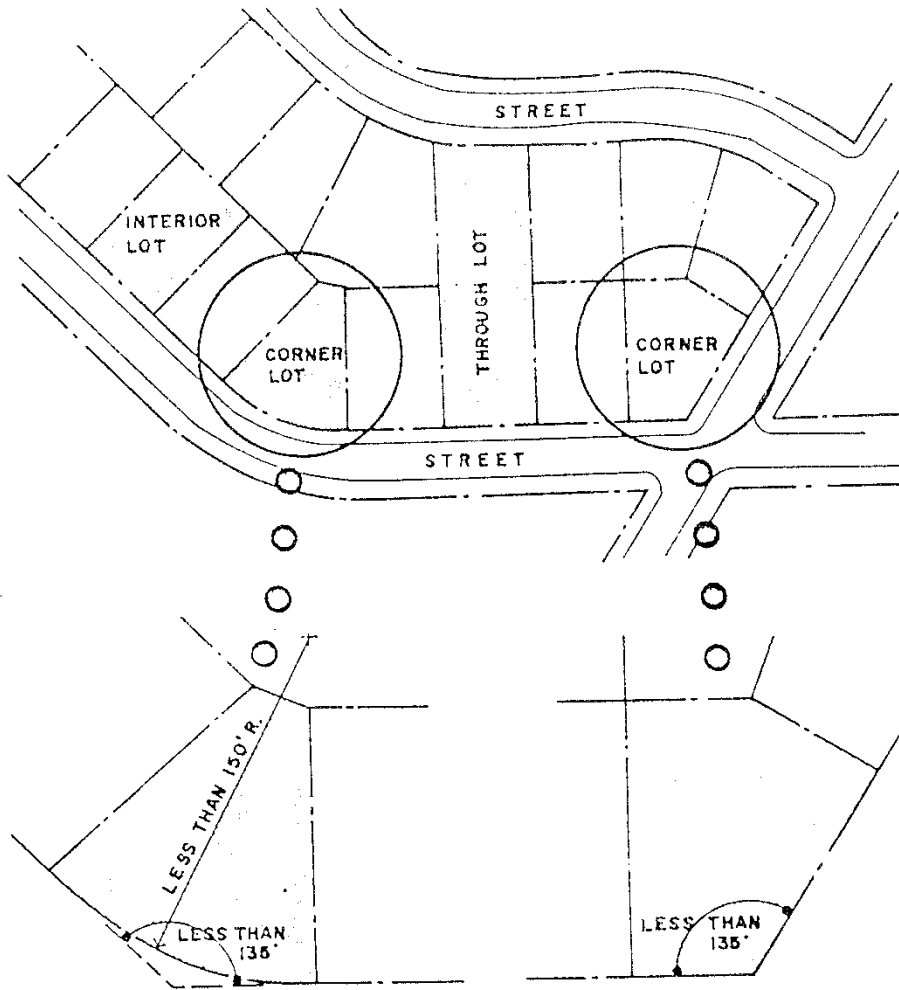 STREET
INTERIOR
LOT
THROUGH LOT
CORNER
LOT
CORNER
LOT
STREET
LESS THAN 150' R.
LESS THAN
135°
LESS THAN
135°